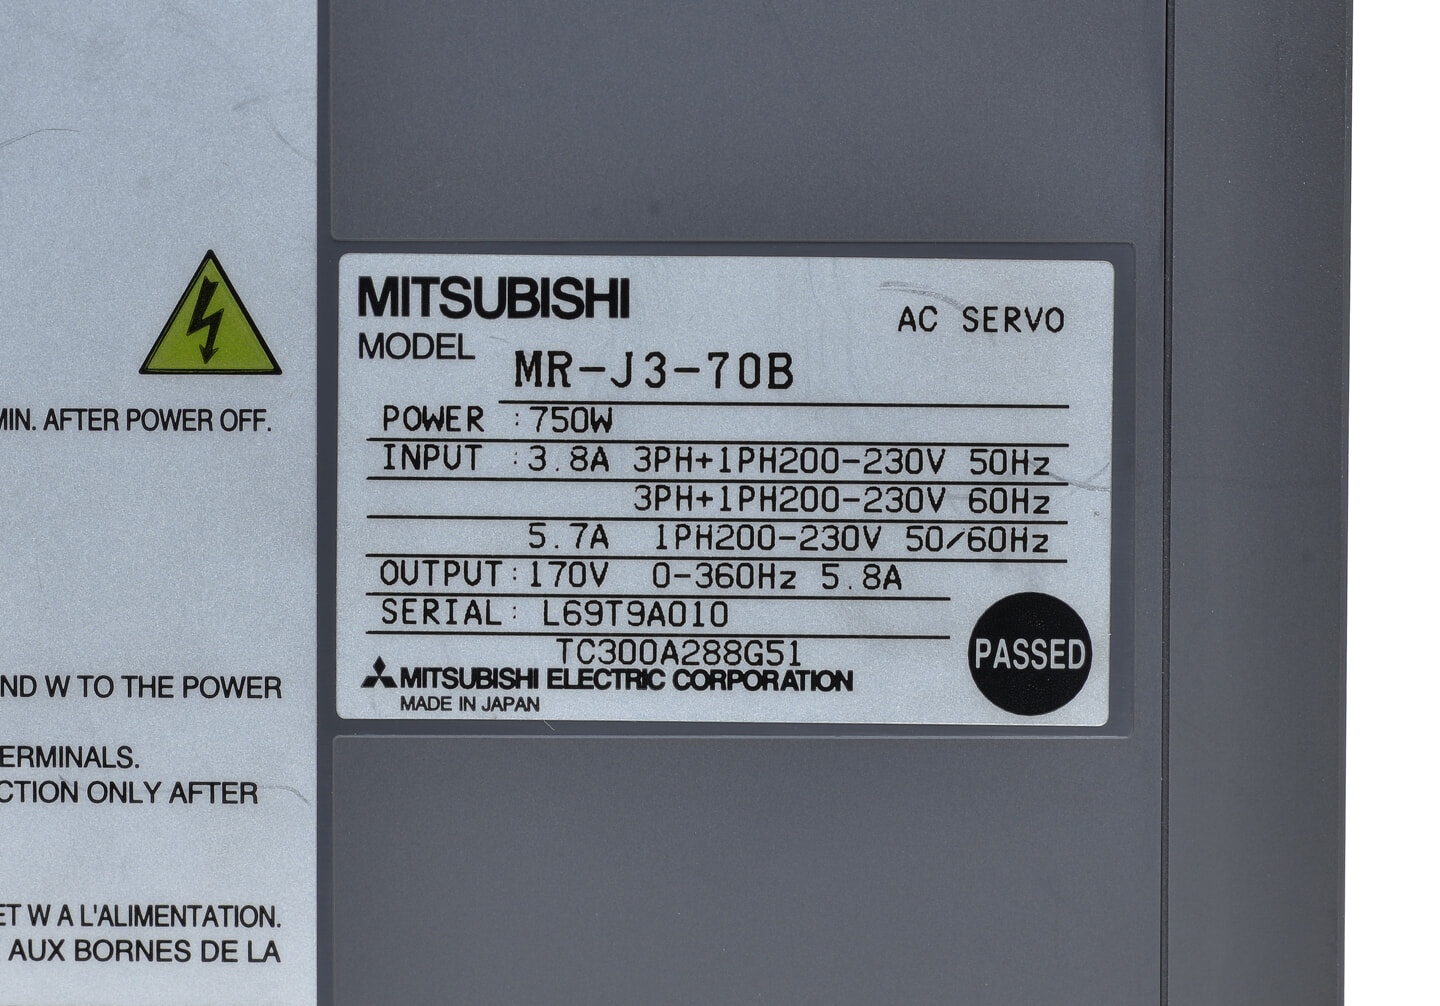 MIN. AFTER POWER OFF.
ND W TO THE POWER
ERMINALS.
CTION ONLY AFTER
ET W A L'ALIMENTATION.
AUX BORNES DE LA
MITSUBISHI
AC SERVO
MODEL MR-J3-70B
POWER : 750W
INPUT : 3.8A 3PH+1PH200-230V 50Hz
3PH+1PH200-230V 60Hz
5.7A 1PH200-230V 50/60Hz
OUTPUT: 170V 0-360Hz 5.8A
SERIAL: L69T9A010
TC300A288G51
PASSED
MITSUBISHI ELECTRIC CORPORATION
MADE IN JAPAN